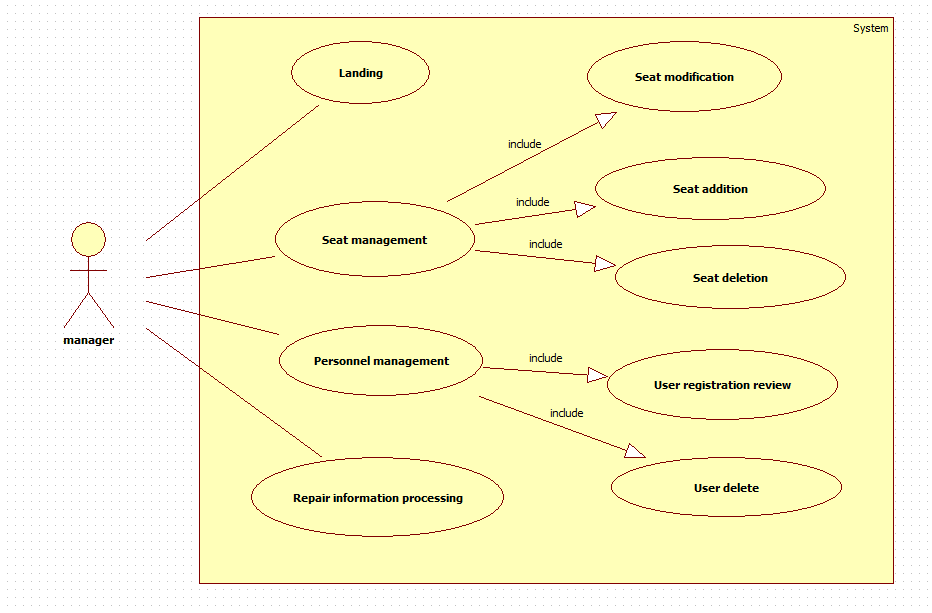 System
Landing
Seat modification
include
Seat addition
include
Seat management
include
Seat deletion
manager
Personnel management
include
User registration review
include
User delete
Repair information processing